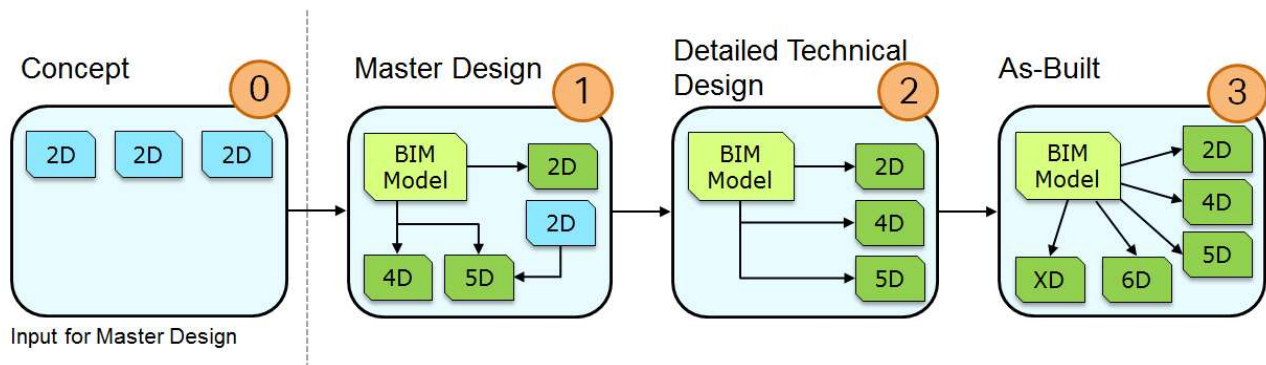 Concept
0
2D
2D
2D
Input for Master Design
Master Design
1
BIM
Model
2D
2D
4D
5D
Detailed Technical
Design
2
BIM
Model
2D
4D
5D
As-Built
3
BIM
Model
2D
4D
5D
XD
6D